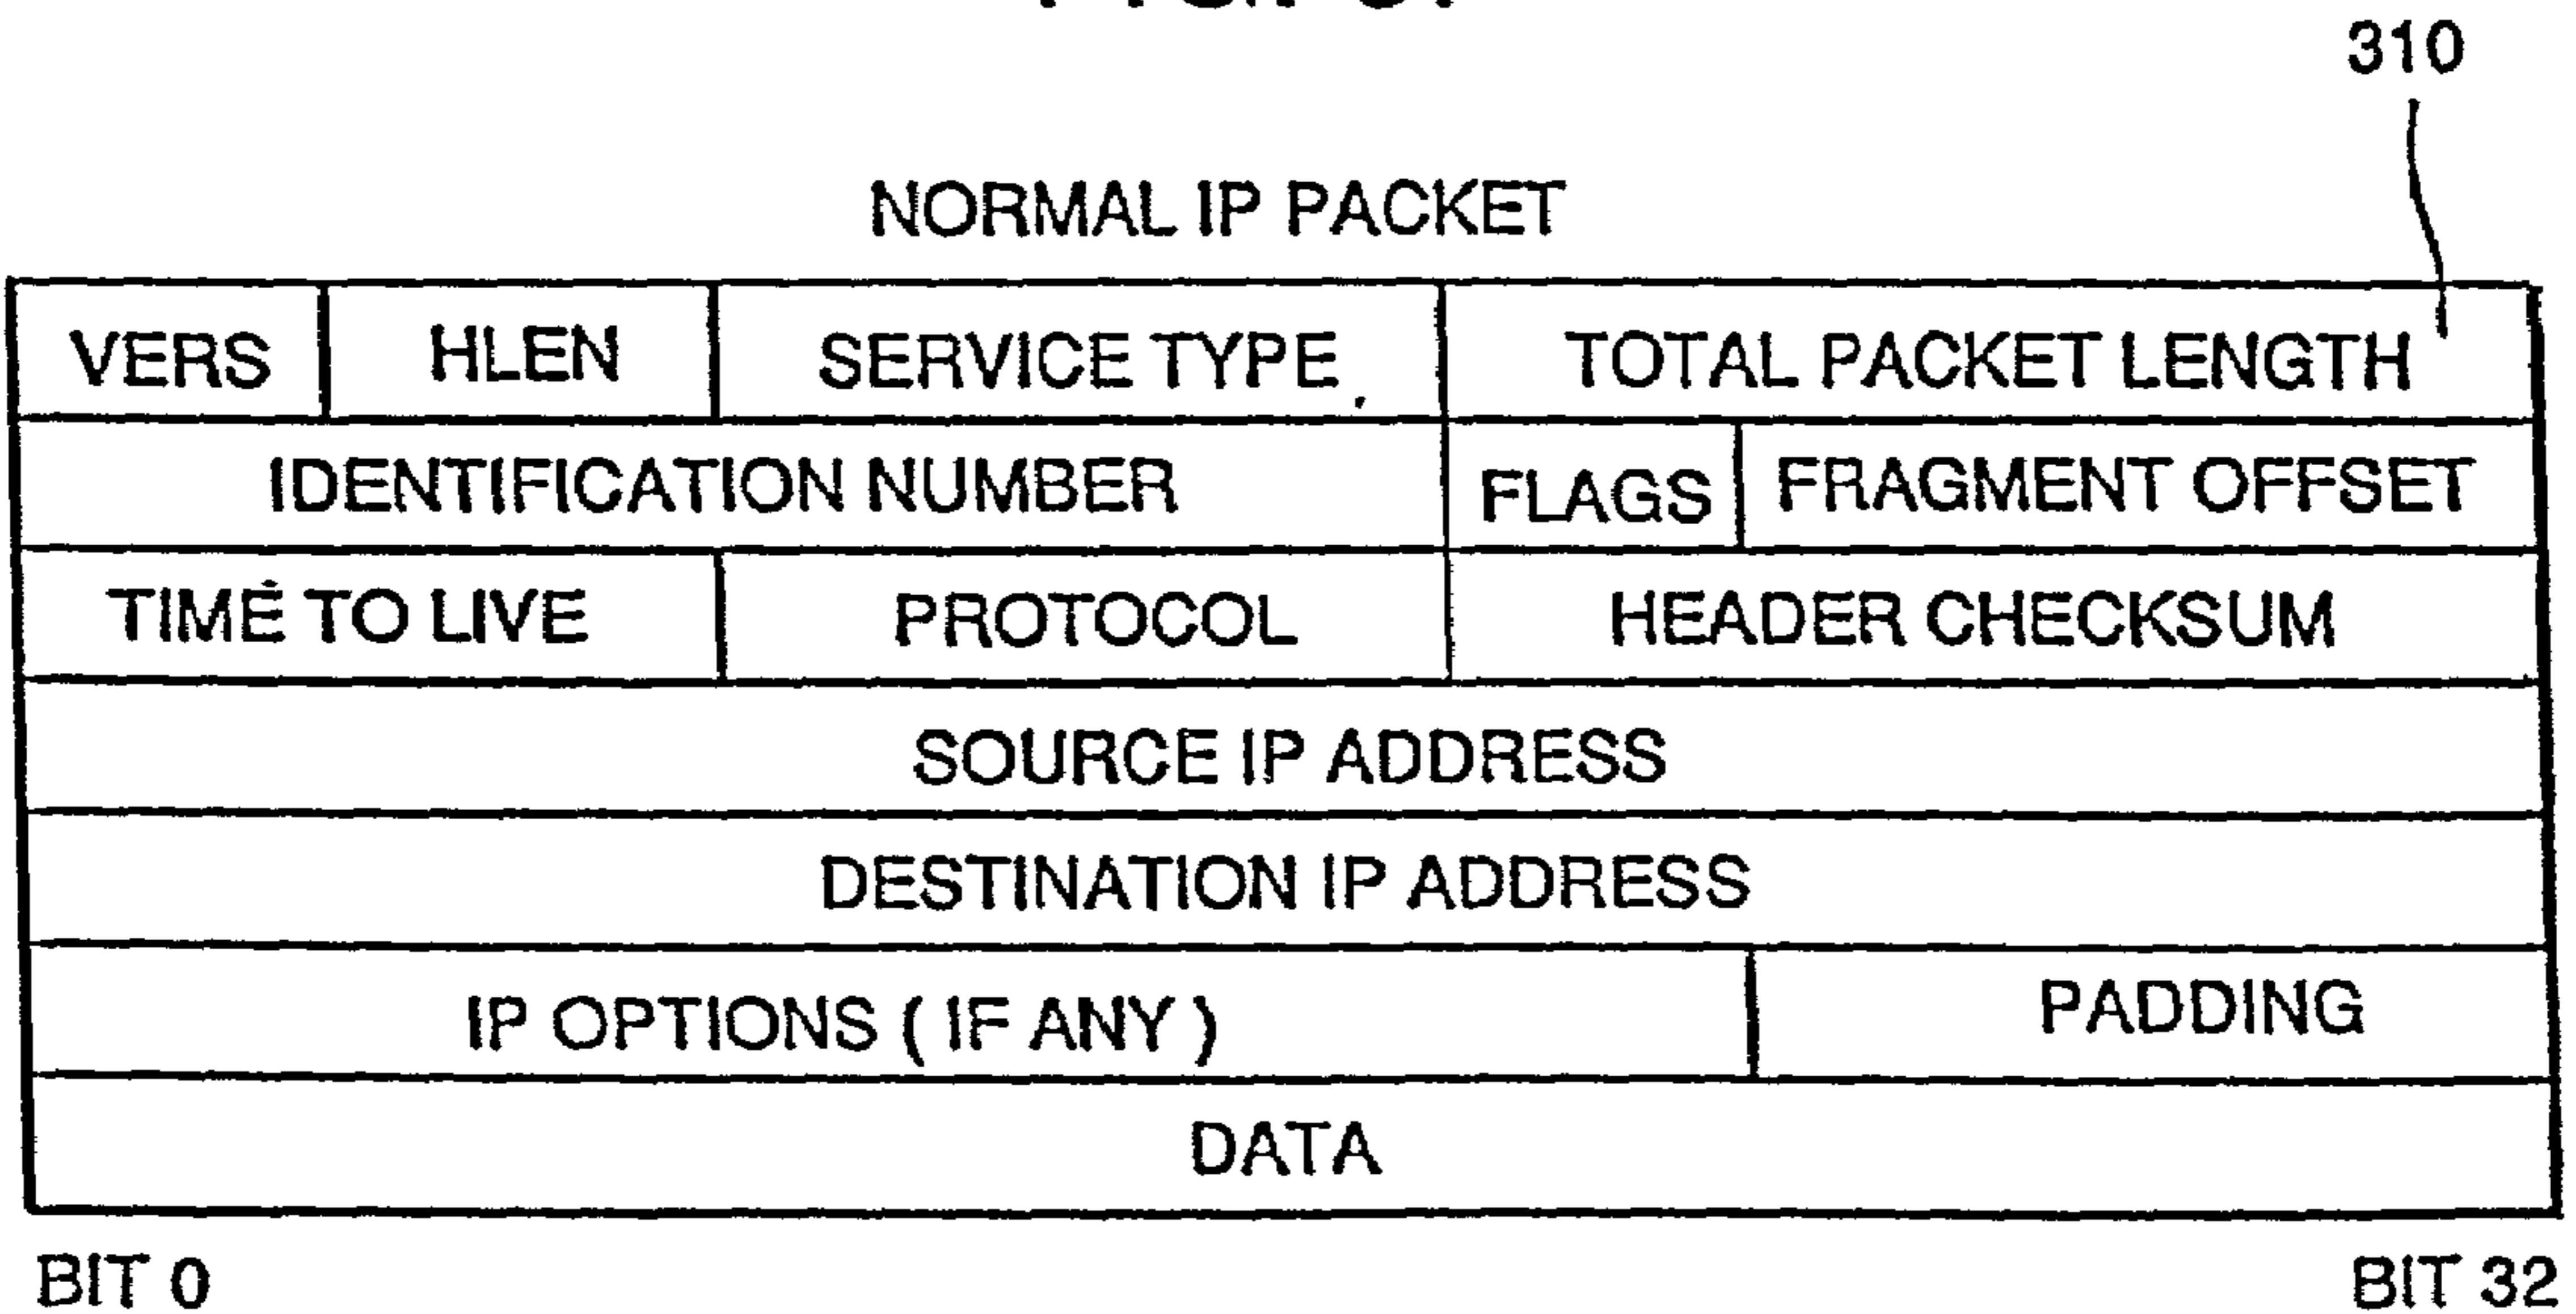 310
NORMAL IP PACKET
VERS HLEN SERVICE TYPE TOTAL PACKET LENGTH
IDENTIFICATION NUMBER FLAGS FRAGMENT OFFSET
TIME TO LIVE PROTOCOL HEADER CHECKSUM
SOURCE IP ADDRESS
DESTINATION IP ADDRESS
IP OPTIONS ( IF ANY ) PADDING
DATA
BIT 0 BIT 32